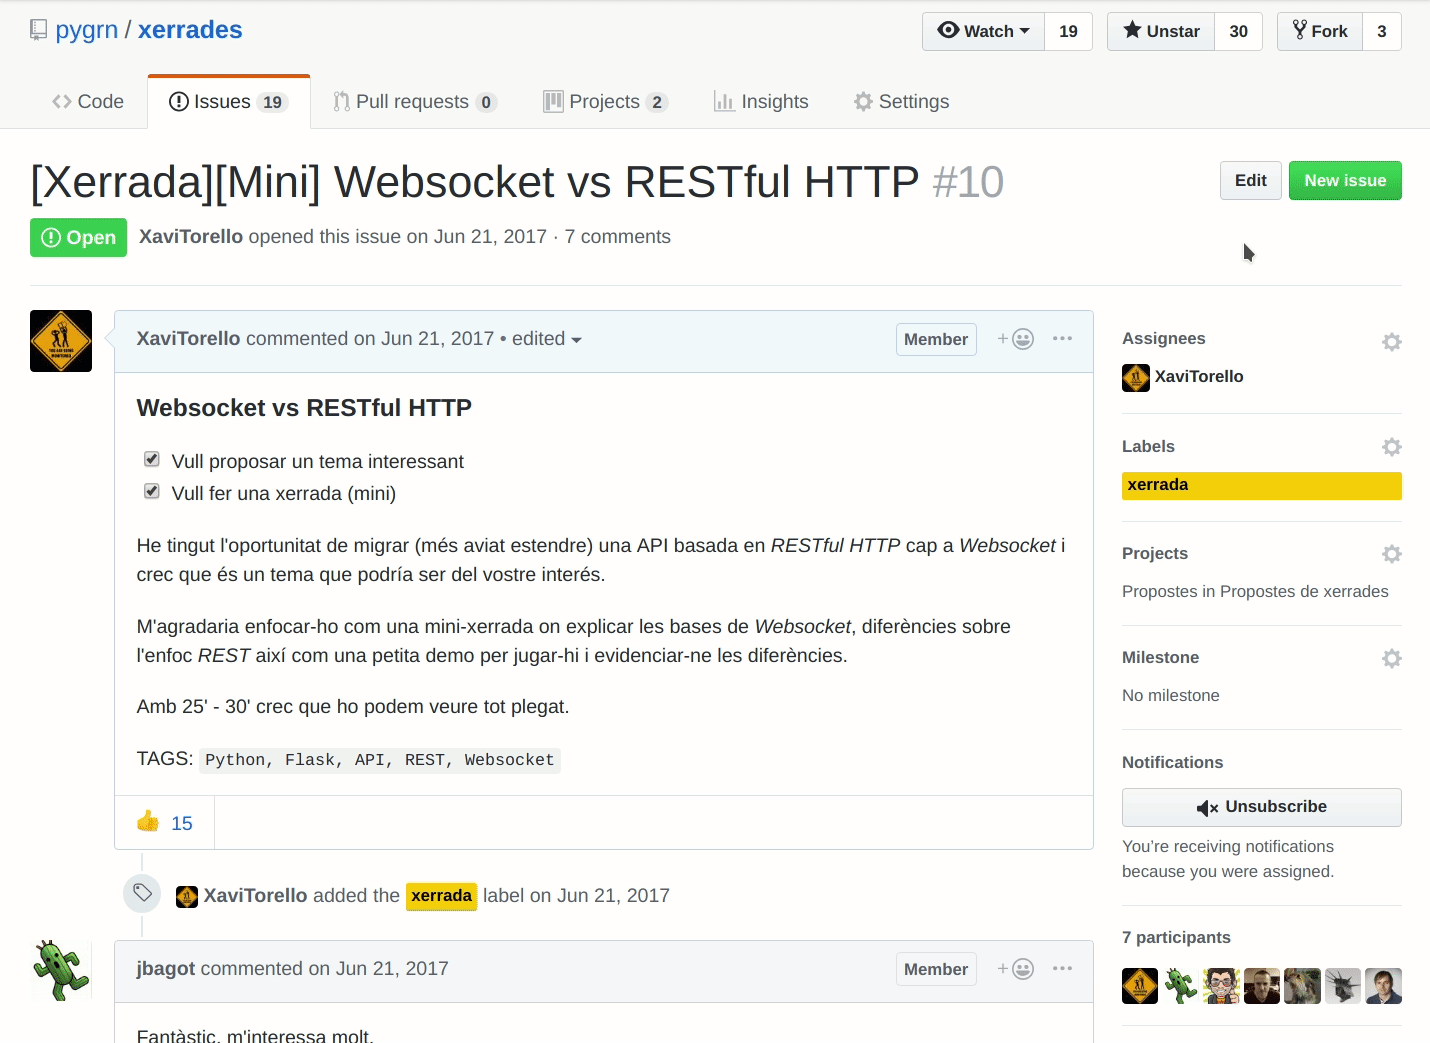 pygrn / xerrades
Watch 19
Unstar 30
Fork 3
Code
Issues 19
Pull requests 0
Projects 2
Insights
Settings
[Xerrada][Mini] Websocket vs RESTful HTTP #10
Edit
New issue
Open
XaviTorello opened this issue on Jun 21, 2017 · 7 comments
XaviTorello commented on Jun 21, 2017 • edited
Member
Websocket vs RESTful HTTP
Vull proposar un tema interessant
Vull fer una xerrada (mini)
He tingut l'oportunitat de migrar (més aviat estendre) una API basada en RESTful HTTP cap a Websocket i
crec que és un tema que podría ser del vostre interés.
M'agradaria enfocar-ho com una mini-xerrada on explicar les bases de Websocket, diferències sobre
l'enfoc REST així com una petita demo per jugar-hi i evidenciar-ne les diferències.
Amb 25' - 30' crec que ho podem veure tot plegat.
TAGS: Python, Flask, API, REST, Websocket
👍 15
XaviTorello added the xerrada label on Jun 21, 2017
jbagot commented on Jun 21, 2017
Member
Fantàstic, m'interessa molt.
Assignees
XaviTorello
Labels
xerrada
Projects
Propostes in Propostes de xerrades
Milestone
No milestone
Notifications
Unsubscribe
You're receiving notifications
because you were assigned.
7 participants